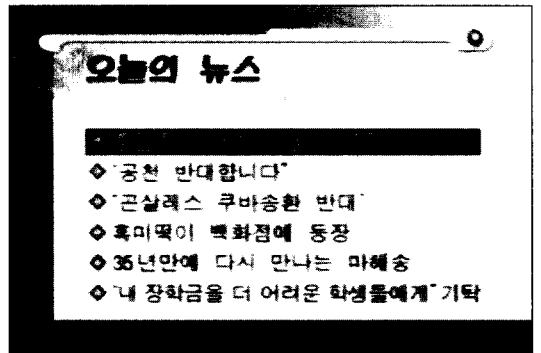 오늘의 뉴스
"공천 반대합니다"
"곤살레스 쿠바송환 반대"
흑미떡이 백화점에 등장
35년만에 다시 만나는 마해송
"내 장학금을 더 어려운 학생들에게" 기탁